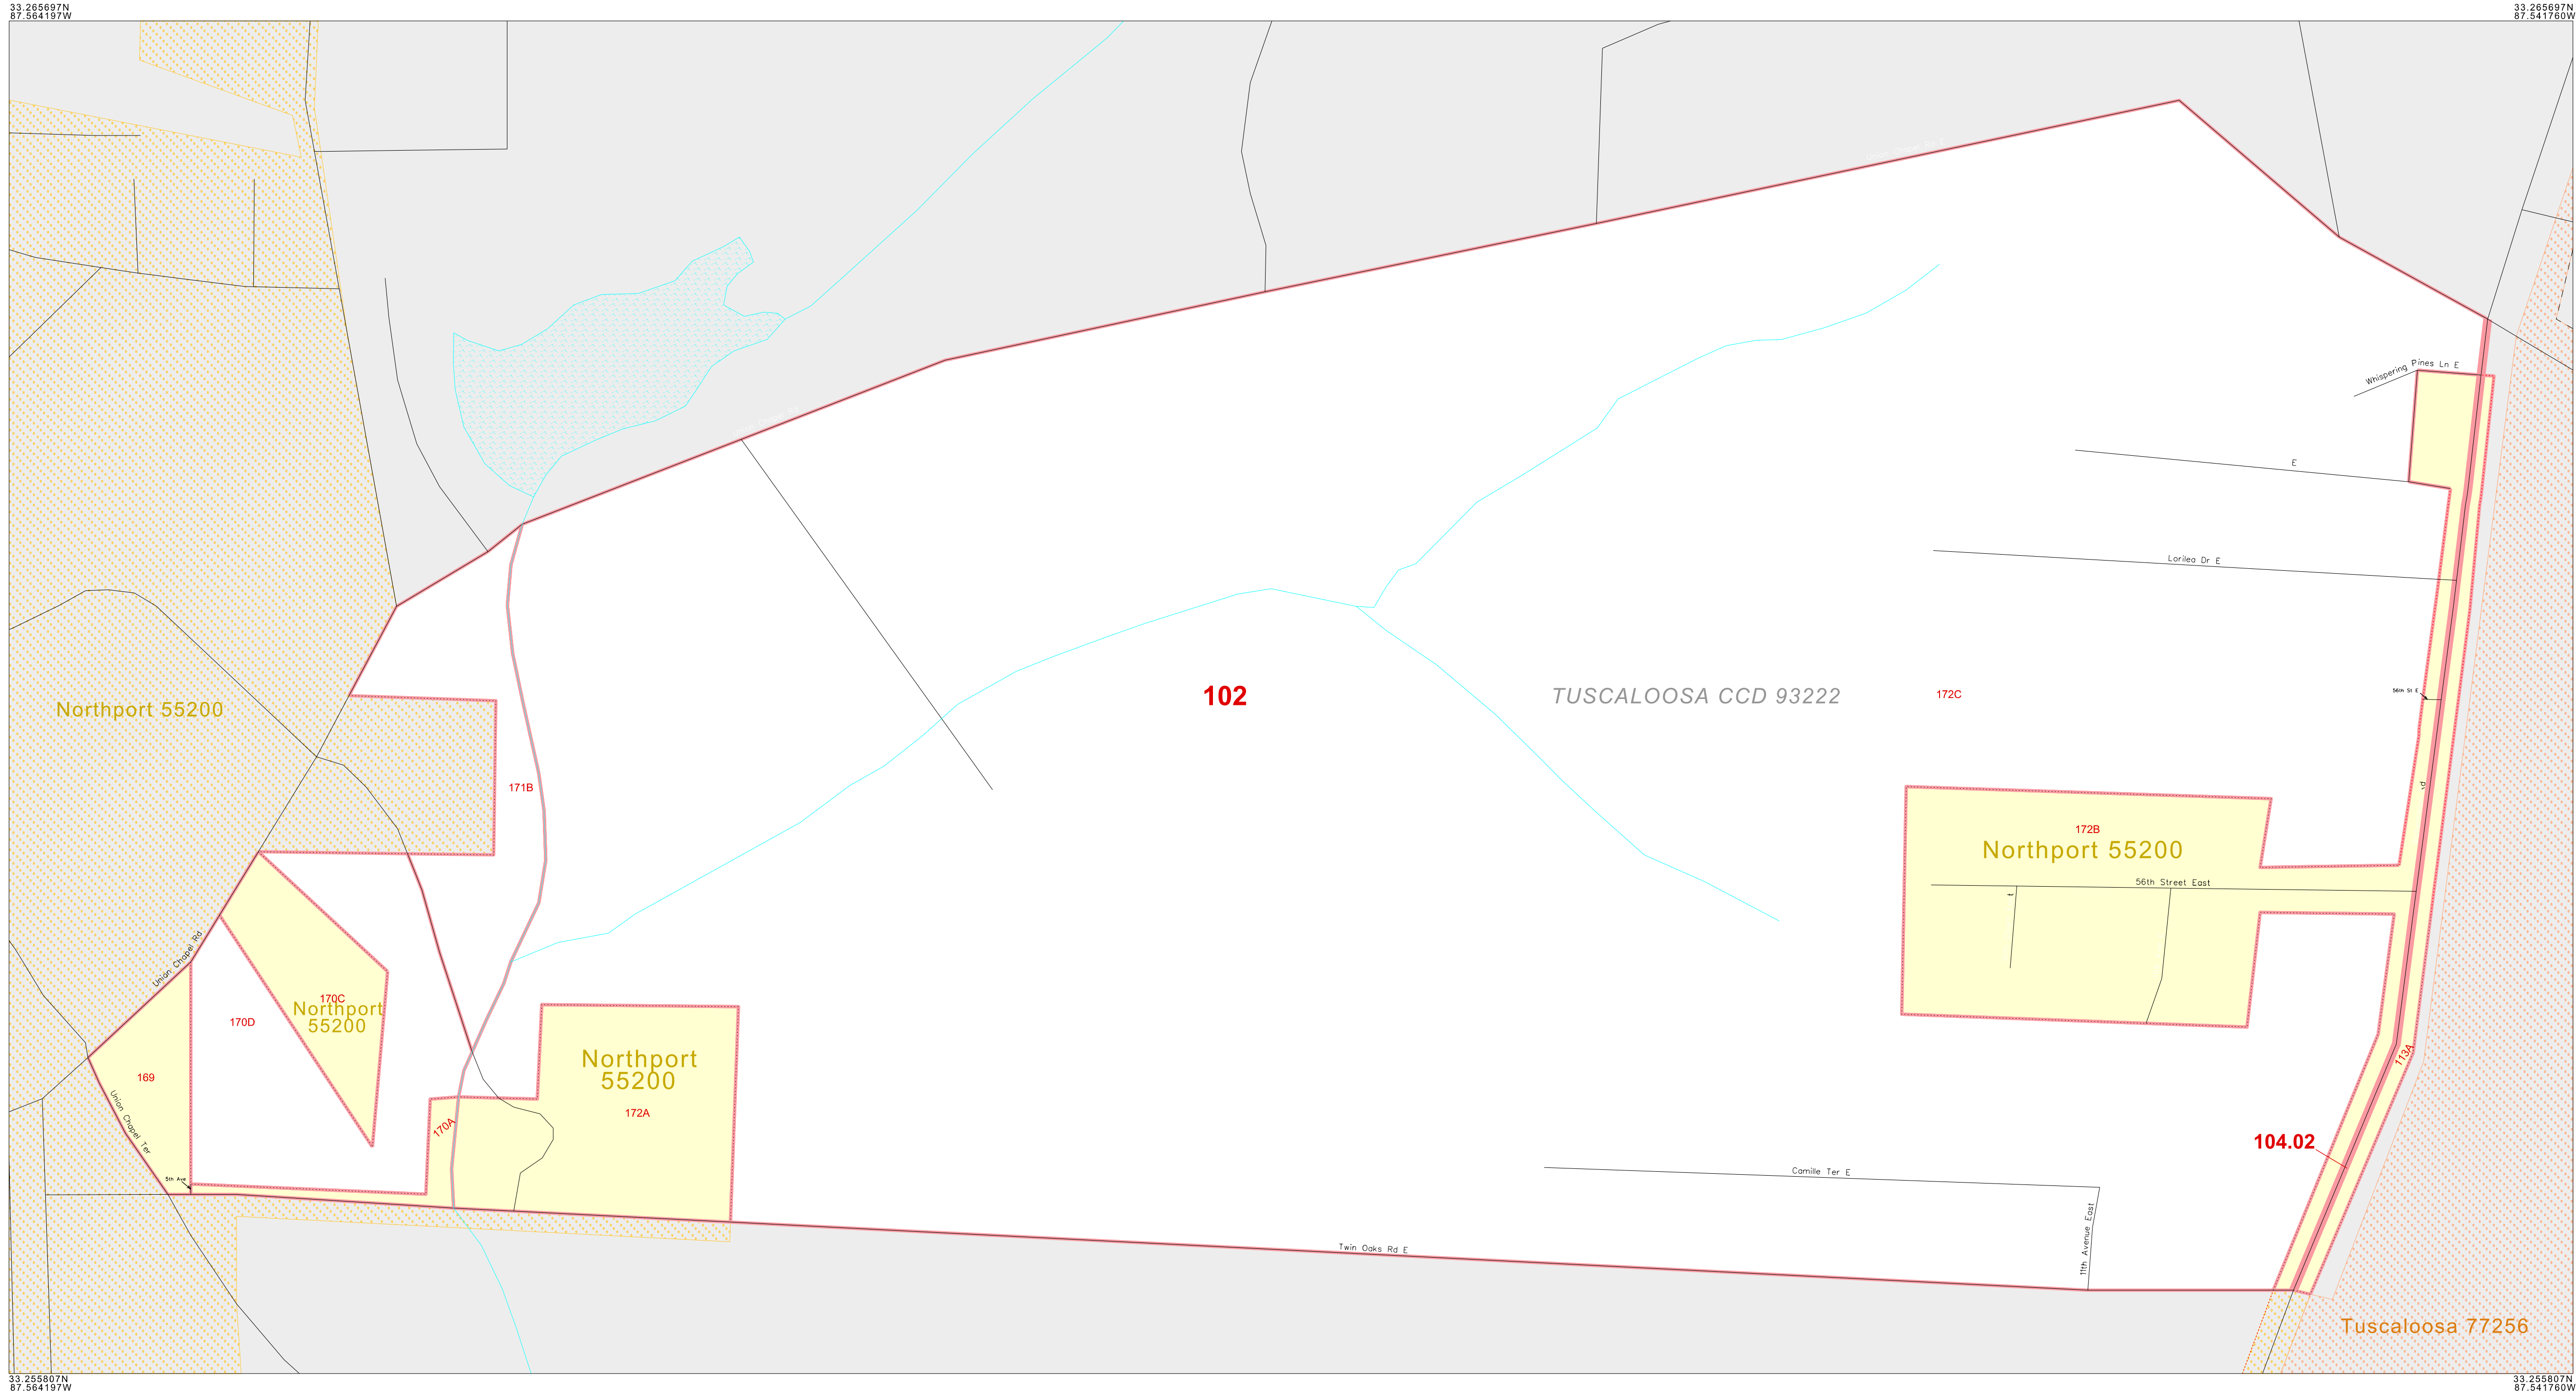 33.265697N
87.564197W
33.265697N
87.541760W
Whispering Pines Ln E
E
Lorilea Dr E
Northport 55200
102
TUSCALOOSA CCD 93222
172C
56th St E
171B
Pl
172B
Northport 55200
56th Street East
Union Chapel Rd
170C
Northport
55200
170D
Northport
55200
172A
169
170A
113A
Union Chapel Ter
104.02
5th Ave
Camille Ter E
11th Avenue East
Twin Oaks Rd E
Tuscaloosa 77256
33.255807N
87.564197W
33.255807N
87.541760W